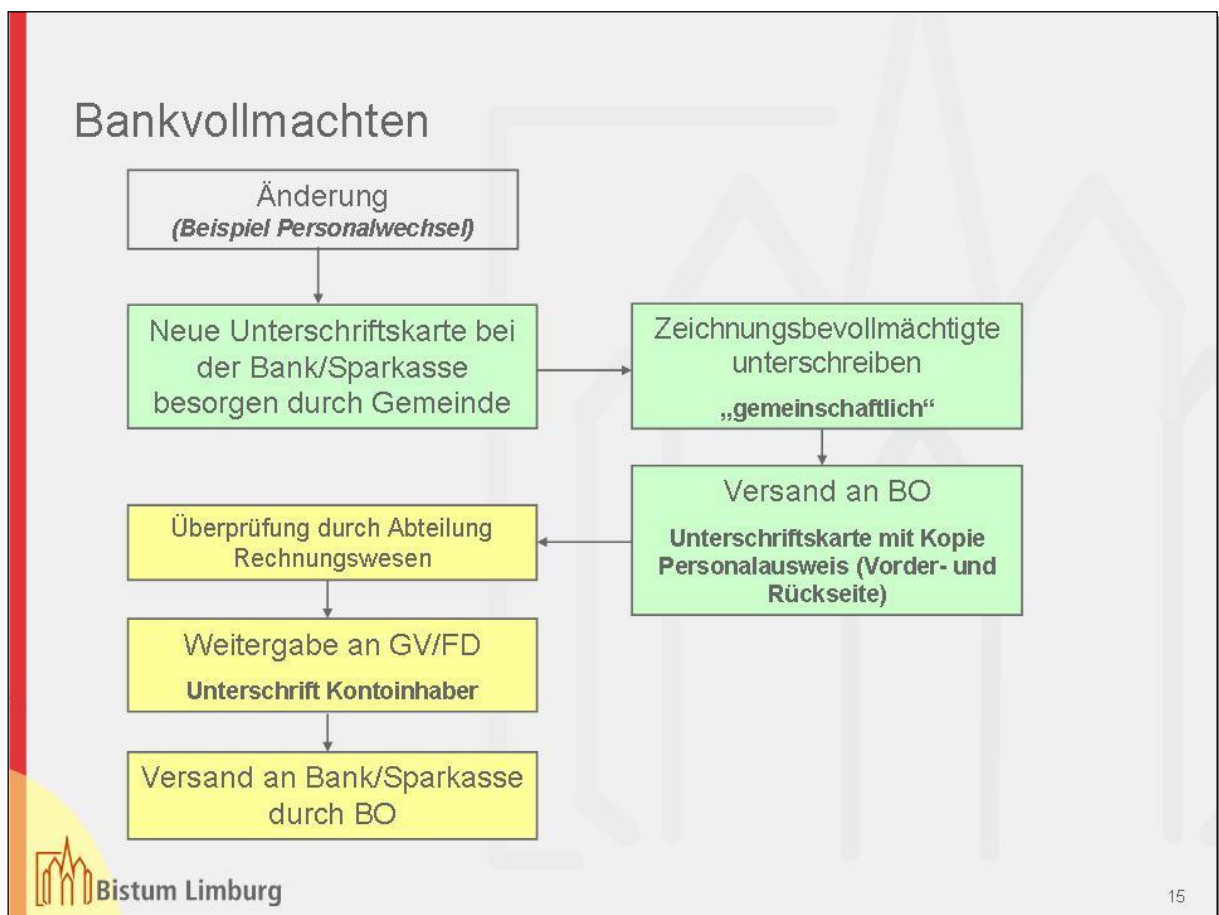 Bankvollmachten
Änderung
(Beispiel Personalwechsel)
Neue Unterschriftskarte bei
der Bank/Sparkasse
besorgen durch Gemeinde
Zeichnungsbevollmächtigte
unterschreiben
„gemeinschaftlich“
Versand an BO
Unterschriftskarte mit Kopie
Personalausweis (Vorder- und
Rückseite)
Überprüfung durch Abteilung
Rechnungswesen
Weitergabe an GV/FD
Unterschrift Kontoinhaber
Versand an Bank/Sparkasse
durch BO
Bistum Limburg
15